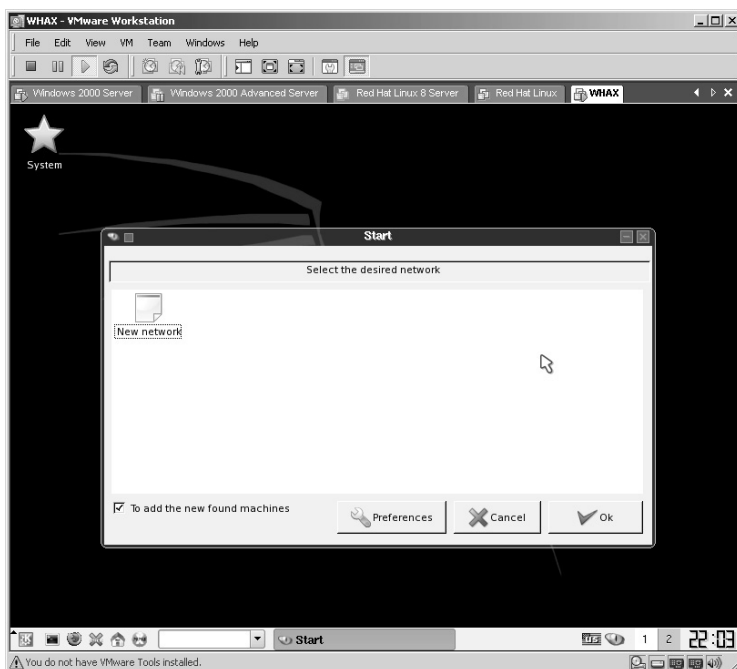 WHAX - VMware Workstation
File Edit View VM Team Windows Help
Windows 2000 Server Windows 2000 Advanced Server Red Hat Linux 8 Server Red Hat Linux WHAX
System
Start
Select the desired network
New network
To add the new found machines
Preferences Cancel Ok
Start 1 2 22:03
You do not have VMware Tools installed.